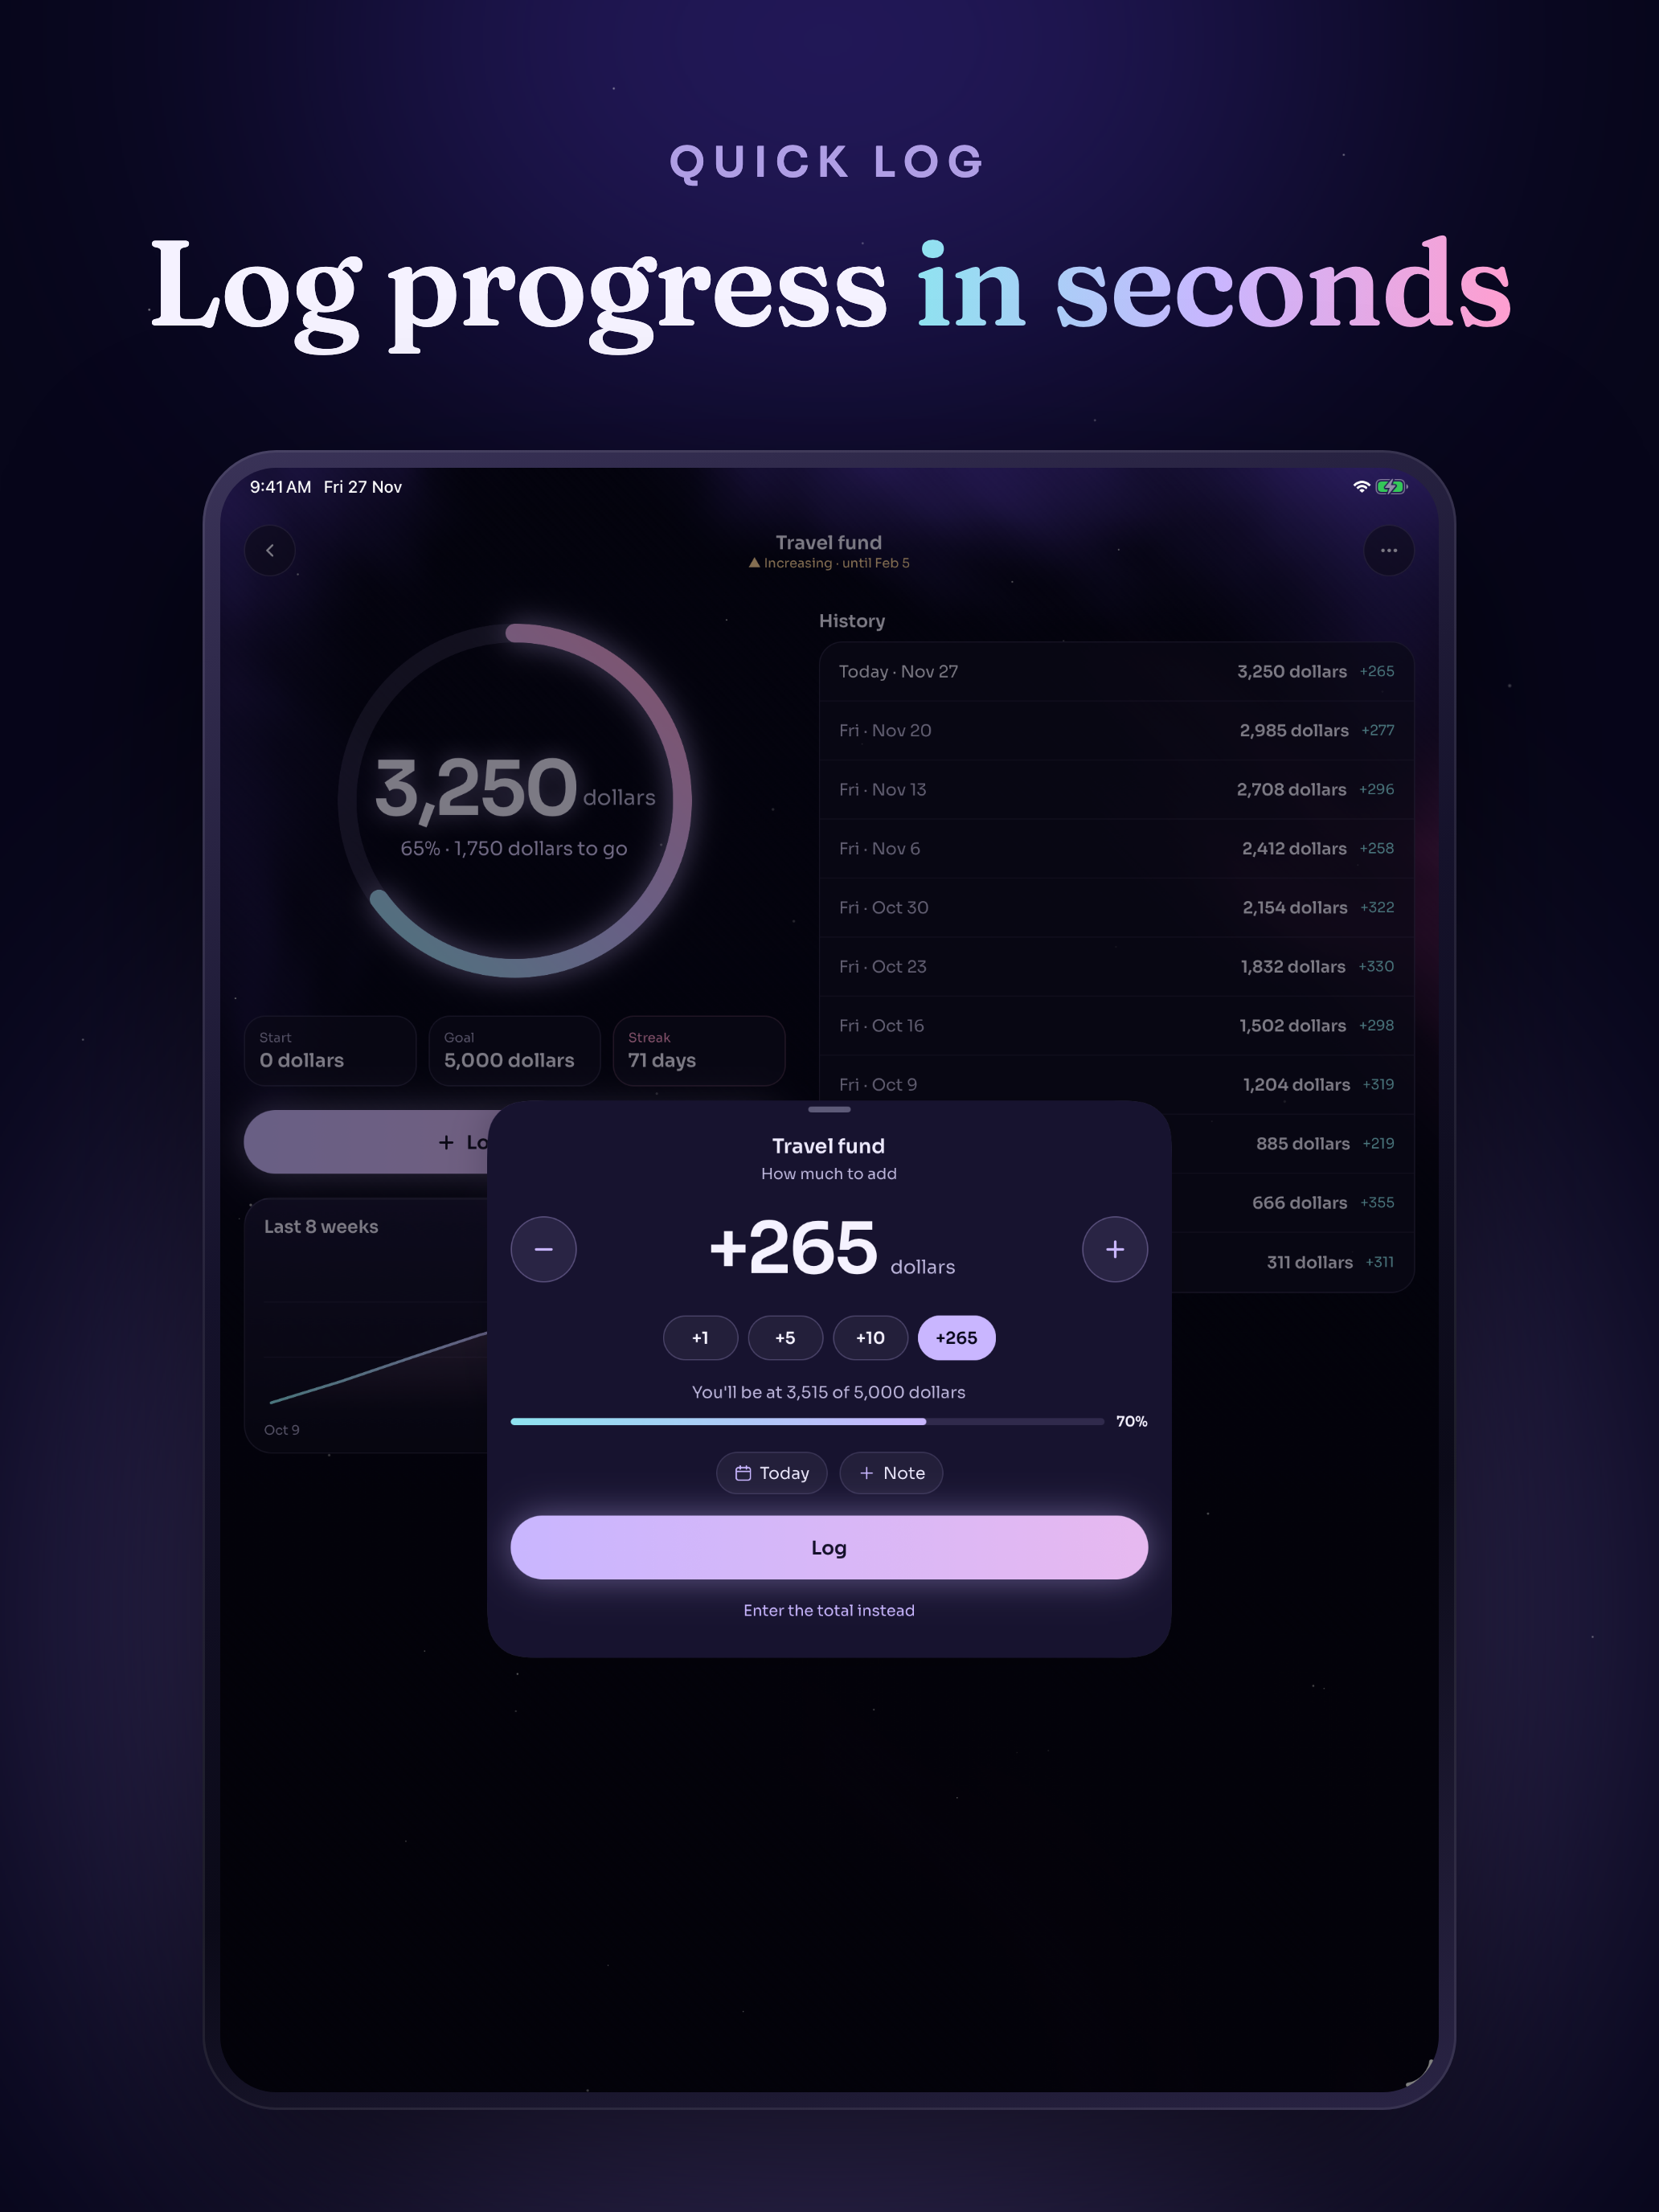 QUICK LOG
Log progress in seconds
9:41 AM Fri 27 Nov
Travel fund
▲ Increasing · until Feb 5
3,250 dollars
65% · 1,750 dollars to go
Start
0 dollars
Goal
5,000 dollars
Streak
71 days
+
Last 8 weeks
Oct 9
History
Today · Nov 27 3,250 dollars +265
Fri · Nov 20 2,985 dollars +277
Fri · Nov 13 2,708 dollars +296
Fri · Nov 6 2,412 dollars +258
Fri · Oct 30 2,154 dollars +322
Fri · Oct 23 1,832 dollars +330
Fri · Oct 16 1,502 dollars +298
Fri · Oct 9 1,204 dollars +319
885 dollars +219
666 dollars +355
311 dollars +311
Travel fund
How much to add
− +265 dollars +
+1 +5 +10 +265
You'll be at 3,515 of 5,000 dollars
70%
Today + Note
Log
Enter the total instead